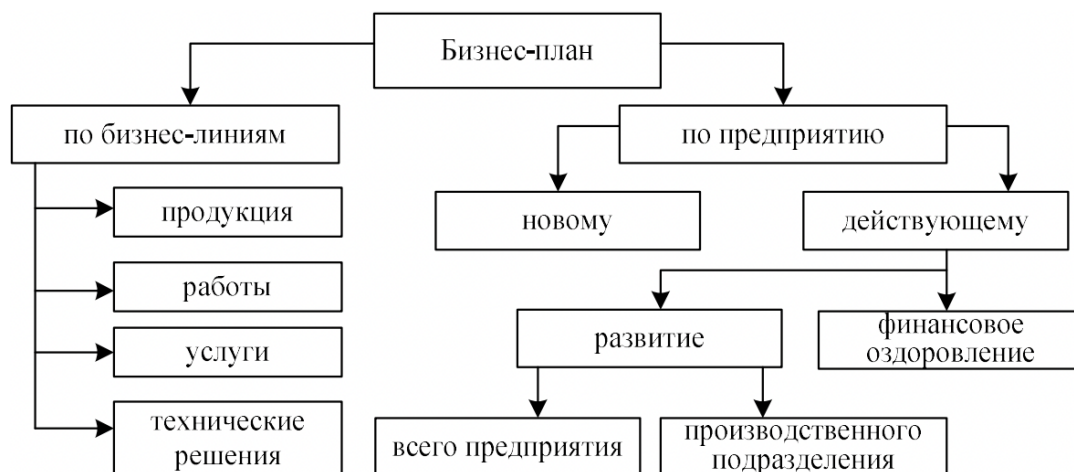 Бизнес-план
по бизнес-линиям
по предприятию
продукция
новому
действующему
работы
услуги
развитие
финансовое
оздоровление
технические
решения
всего предприятия
производственного
подразделения